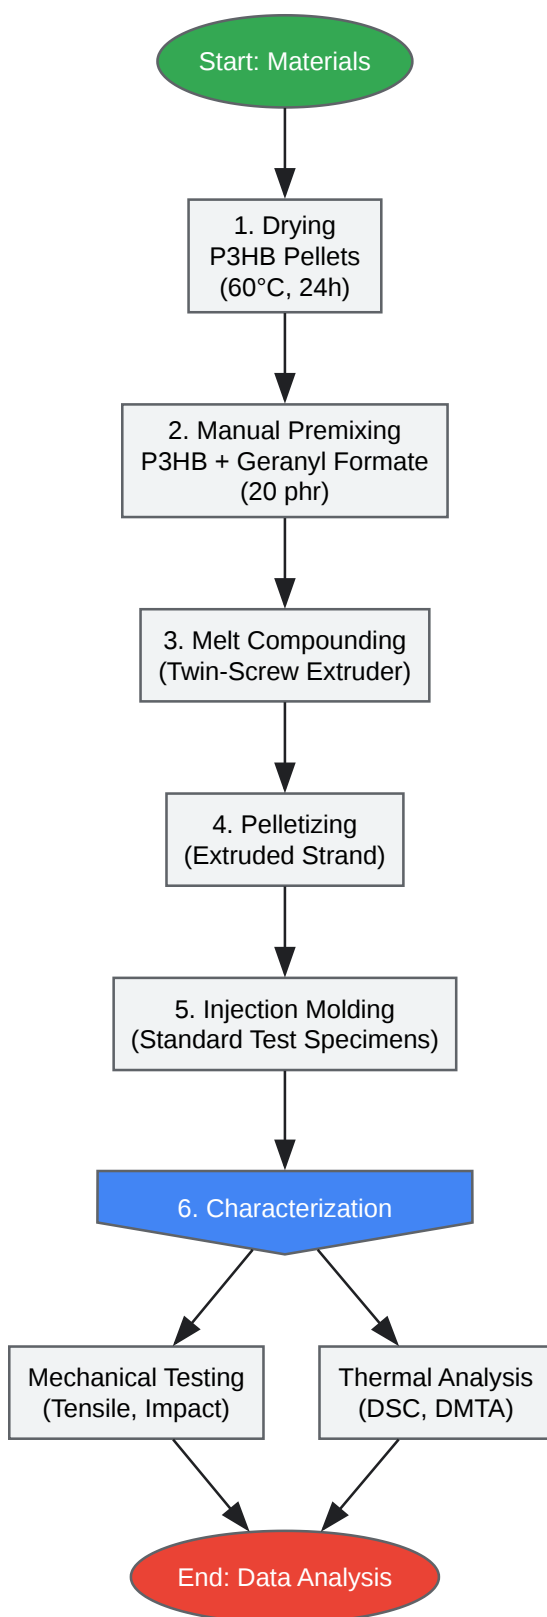 Start: Materials
1. Drying
P3HB Pellets
(60°C, 24h)
2. Manual Premixing
P3HB + Geranyl Formate
(20 phr)
3. Melt Compounding
(Twin-Screw Extruder)
4. Pelletizing
(Extruded Strand)
5. Injection Molding
(Standard Test Specimens)
6. Characterization
Mechanical Testing
(Tensile, Impact)
Thermal Analysis
(DSC, DMTA)
End: Data Analysis